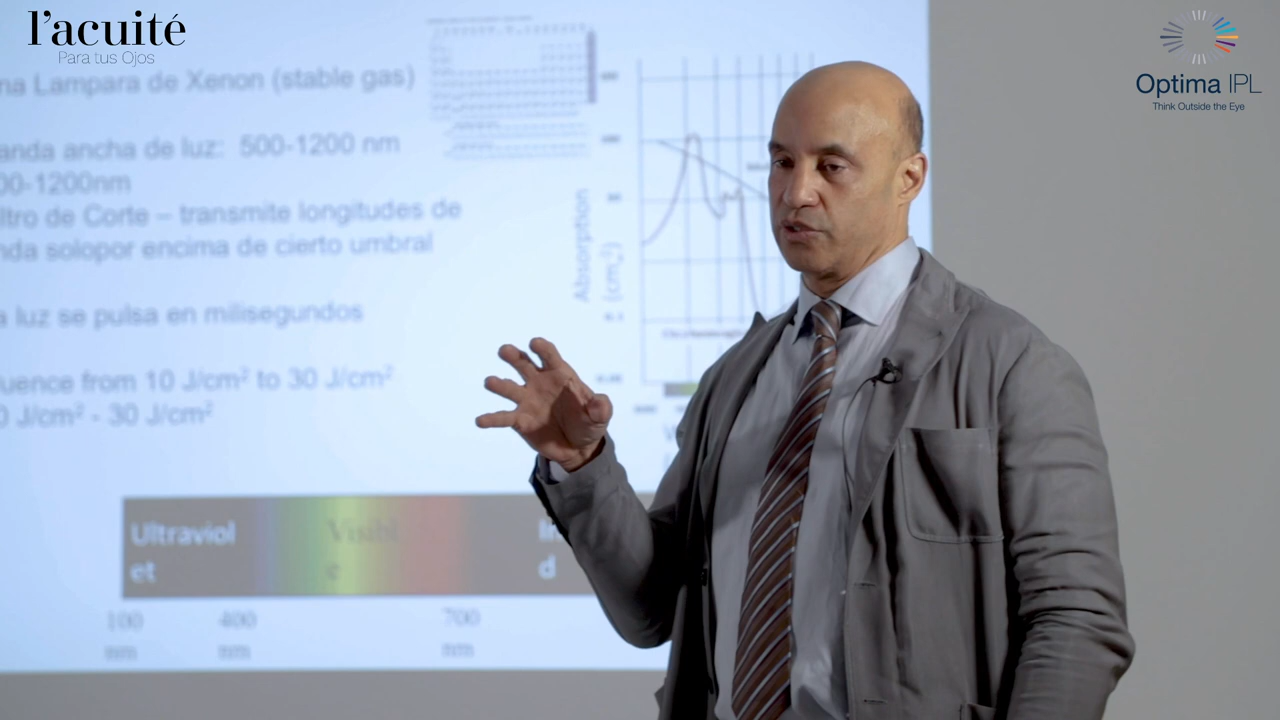 l'acuité
Para tus Ojos
Optima IPL
Think Outside the Eye
na Lampara de Xenon (stable gas)
anda ancha de luz: 500-1200 nm
00-1200nm
ltro de Corte – transmite longitudes de
nda solopor encima de cierto umbral
a luz se pulsa en milisegundos
uence from 10 J/cm² to 30 J/cm²
0 J/cm² - 30 J/cm²
Absorption
(cm⁻¹)
Ultraviol
et
Visibl
e
In
d
100
nm
400
nm
700
nm